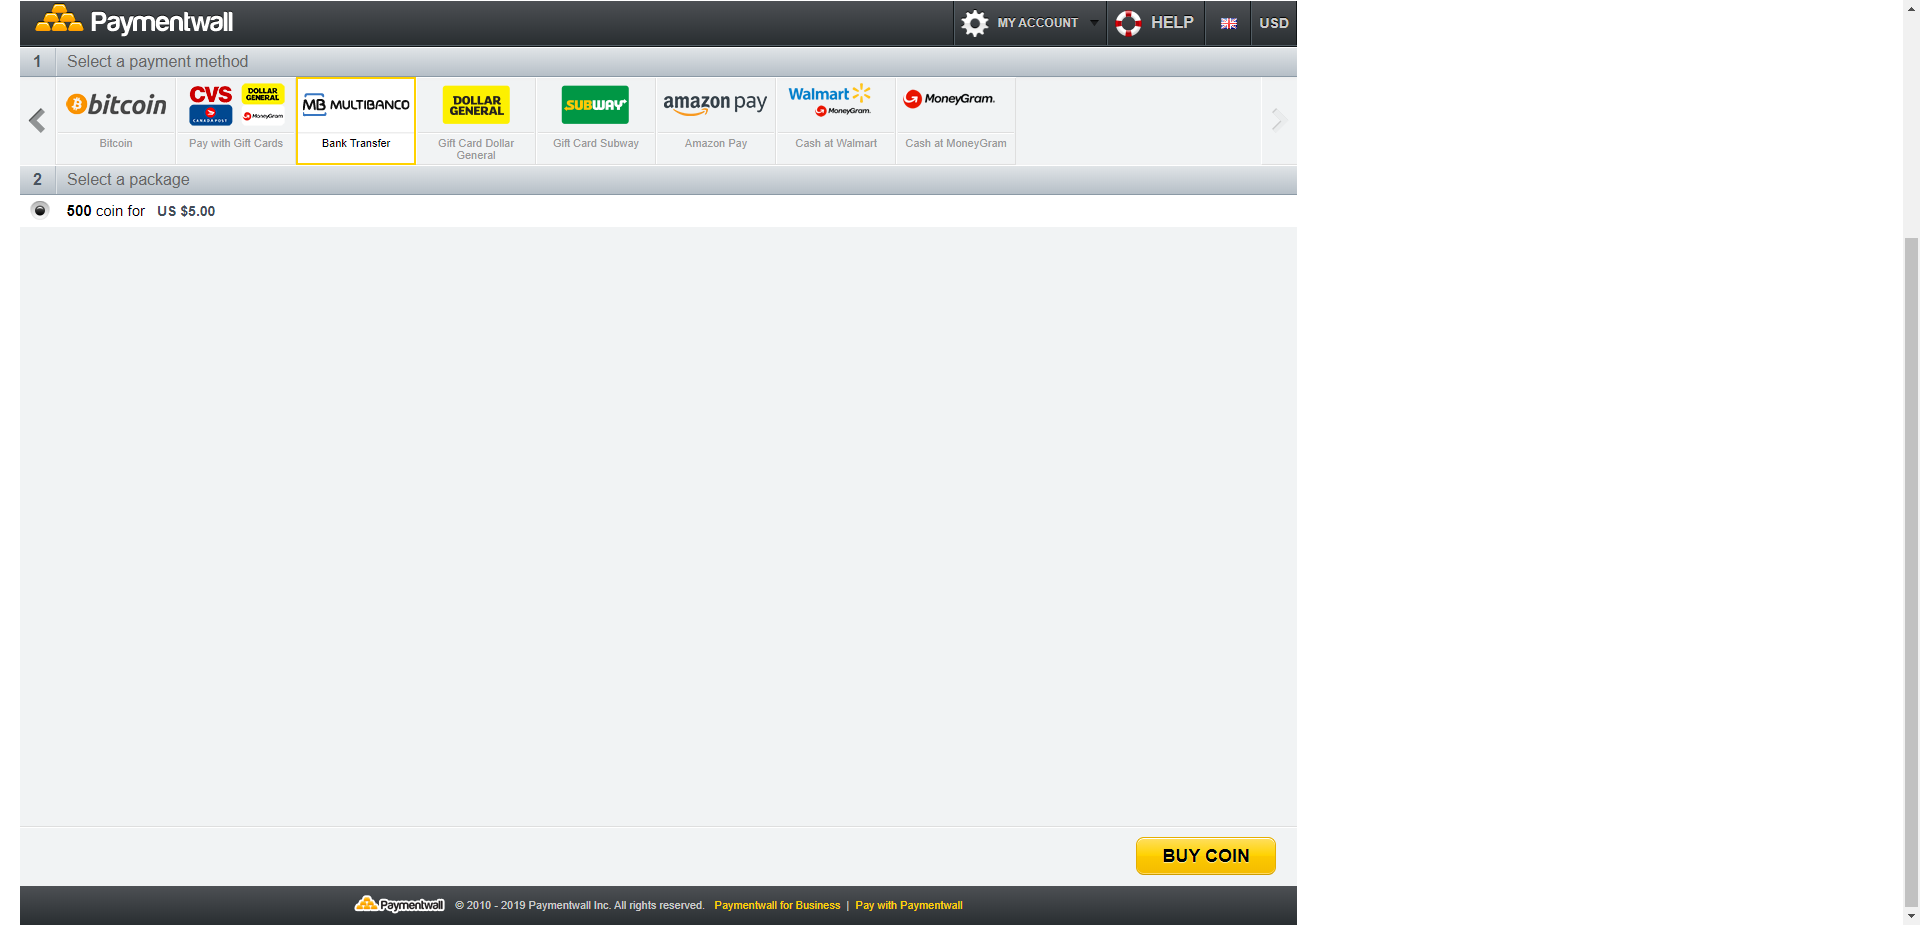 Paymentwall
MY ACCOUNT
HELP
USD
1 Select a payment method
bitcoin
CVS
DOLLAR GENERAL
CANADA POST
MoneyGram
MB MULTIBANCO
DOLLAR GENERAL
SUBWAY
amazon pay
Walmart
MoneyGram.
MoneyGram.
Bitcoin
Pay with Gift Cards
Bank Transfer
Gift Card Dollar
General
Gift Card Subway
Amazon Pay
Cash at Walmart
Cash at MoneyGram
2 Select a package
500 coin for US $5.00
BUY COIN
Paymentwall © 2010 - 2019 Paymentwall Inc. All rights reserved. Paymentwall for Business | Pay with Paymentwall